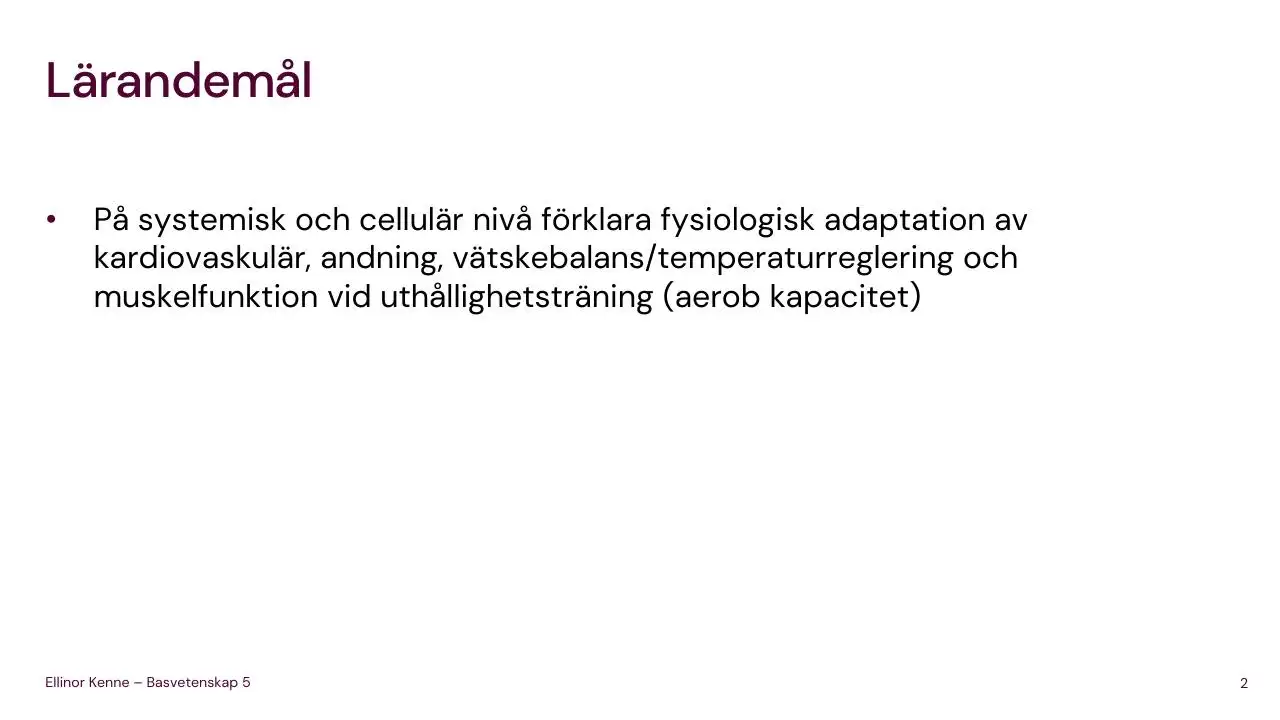 Lärandemål
• På systemisk och cellulär nivå förklara fysiologisk adaptation av
kardiovaskulär, andning, vätskebalans/temperaturreglering och
muskelfunktion vid uthållighetsträning (aerob kapacitet)
Ellinor Kenne – Basvetenskap 5
2